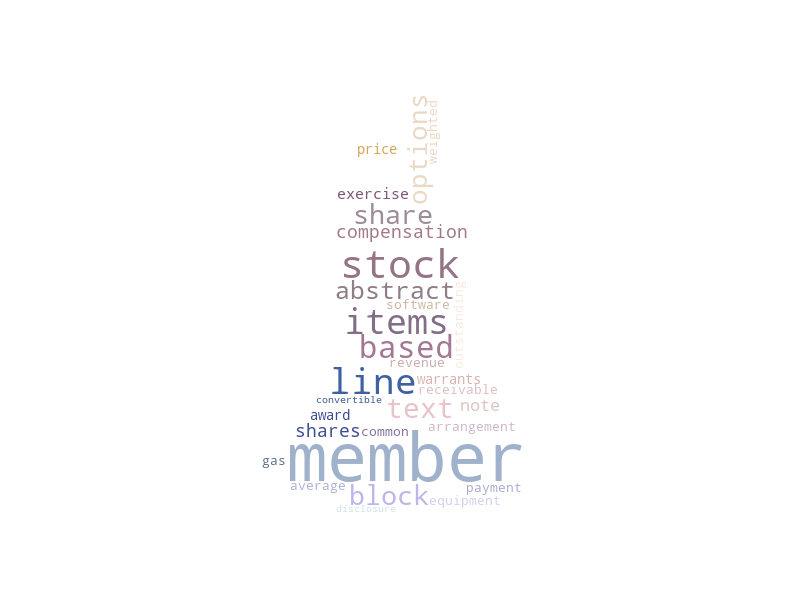 options
weighted
price
exercise
share
compensation
stock
abstract
software
outstanding
items
based
revenue
line
warrants
receivable
convertible
text
note
award
arrangement
shares
common
member
gas
average
block
payment
equipment
disclosure